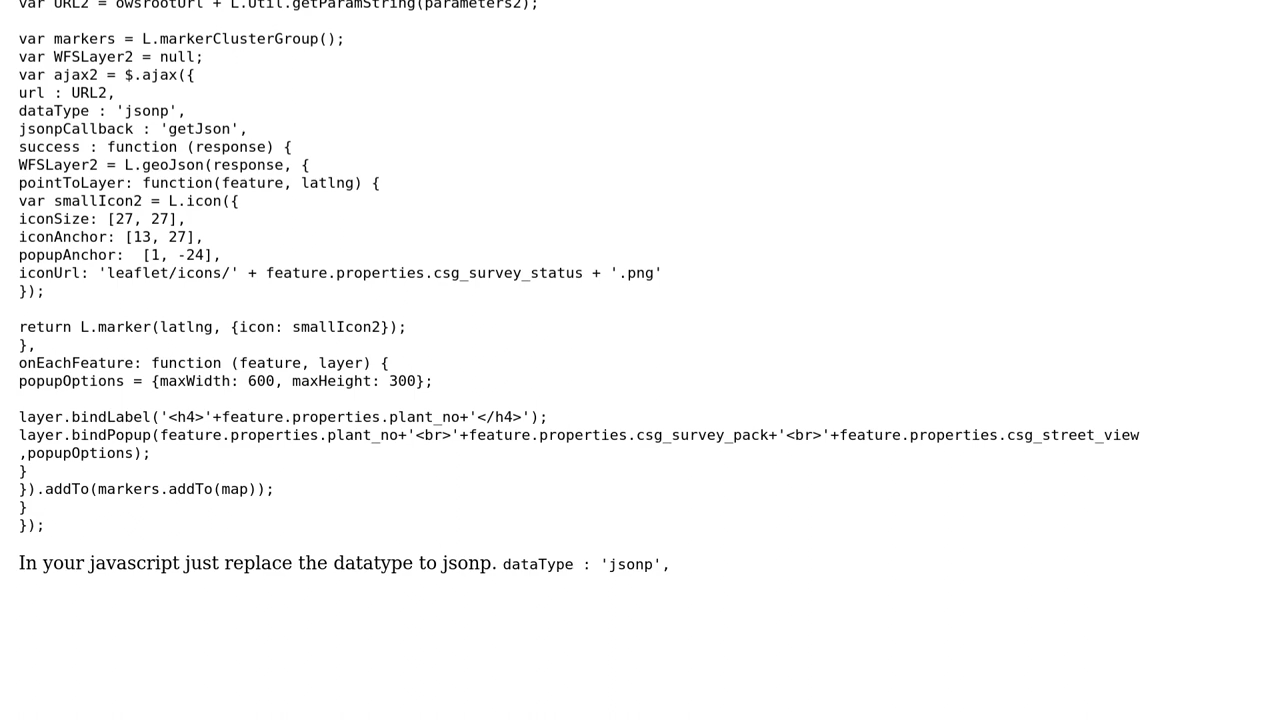 var URL2 = owsrootUrl + L.Util.getParamString(parameters2);
var markers = L.markerClusterGroup();
var WFSLayer2 = null;
var ajax2 = $.ajax({
url : URL2,
dataType : 'jsonp',
jsonpCallback : 'getJson',
success : function (response) {
WFSLayer2 = L.geoJson(response, {
pointToLayer: function(feature, latlng) {
var smallIcon2 = L.icon({
iconSize: [27, 27],
iconAnchor: [13, 27],
popupAnchor:  [1, -24],
iconUrl: 'leaflet/icons/' + feature.properties.csg_survey_status + '.png'
});
return L.marker(latlng, {icon: smallIcon2});
},
onEachFeature: function (feature, layer) {
popupOptions = {maxWidth: 600, maxHeight: 300};
layer.bindLabel('<h4>'+feature.properties.plant_no+'</h4>');
layer.bindPopup(feature.properties.plant_no+'<br>'+feature.properties.csg_survey_pack+'<br>'+feature.properties.csg_street_view
,popupOptions);
}
}).addTo(markers.addTo(map));
}
});
In your javascript just replace the datatype to jsonp. dataType : 'jsonp',